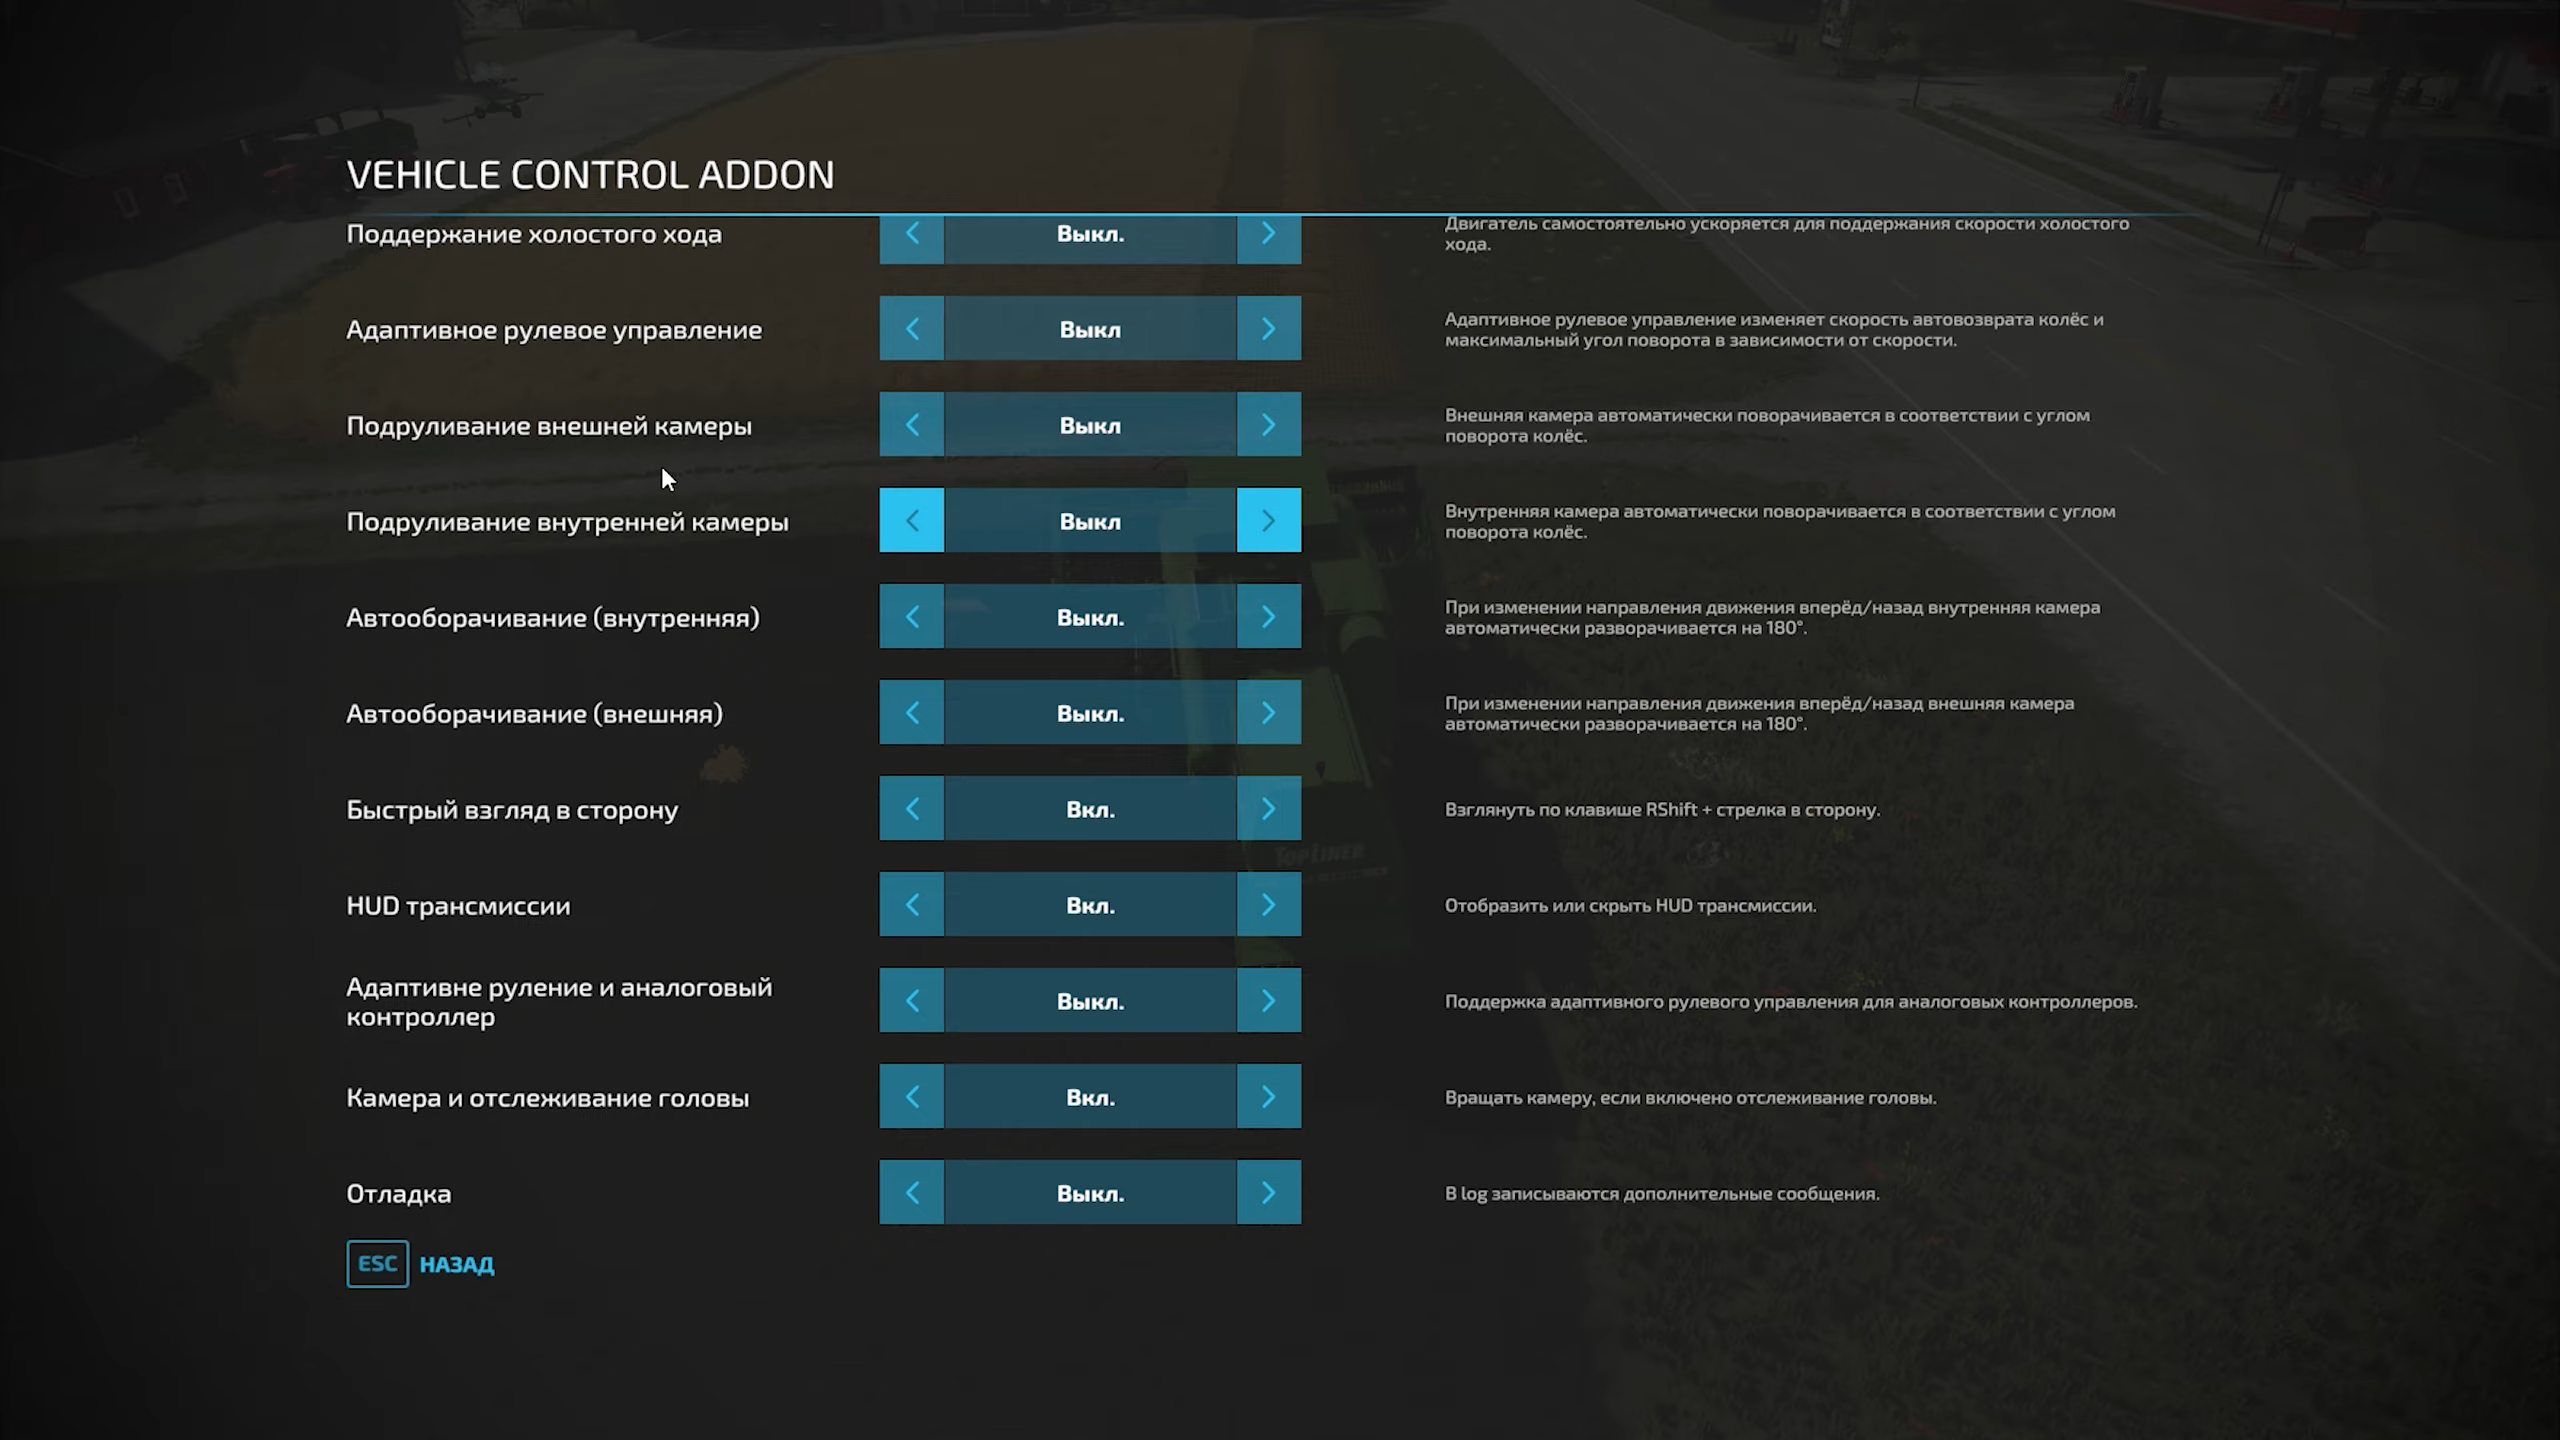 VEHICLE CONTROL ADDON
Поддержание холостого хода
Выкл.
Двигатель самостоятельно ускоряется для поддержания скорости холостого
хода.
Адаптивное рулевое управление
Выкл
Адаптивное рулевое управление изменяет скорость автовозврата колёс и
максимальный угол поворота в зависимости от скорости.
Подруливание внешней камеры
Выкл
Внешняя камера автоматически поворачивается в соответствии с углом
поворота колёс.
Подруливание внутренней камеры
Выкл
Внутренняя камера автоматически поворачивается в соответствии с углом
поворота колёс.
Автооборачивание (внутренняя)
Выкл.
При изменении направления движения вперёд/назад внутренняя камера
автоматически разворачивается на 180°.
Автооборачивание (внешняя)
Выкл.
При изменении направления движения вперёд/назад внешняя камера
автоматически разворачивается на 180°.
Быстрый взгляд в сторону
Вкл.
Взглянуть по клавише RShift + стрелка в сторону.
TOPLINER
HUD трансмиссии
Вкл.
Отобразить или скрыть HUD трансмиссии.
Адаптивне руление и аналоговый
контроллер
Выкл.
Поддержка адаптивного рулевого управления для аналоговых контроллеров.
Камера и отслеживание головы
Вкл.
Вращать камеру, если включено отслеживание головы.
Отладка
Выкл.
В log записываются дополнительные сообщения.
ESC НАЗАД